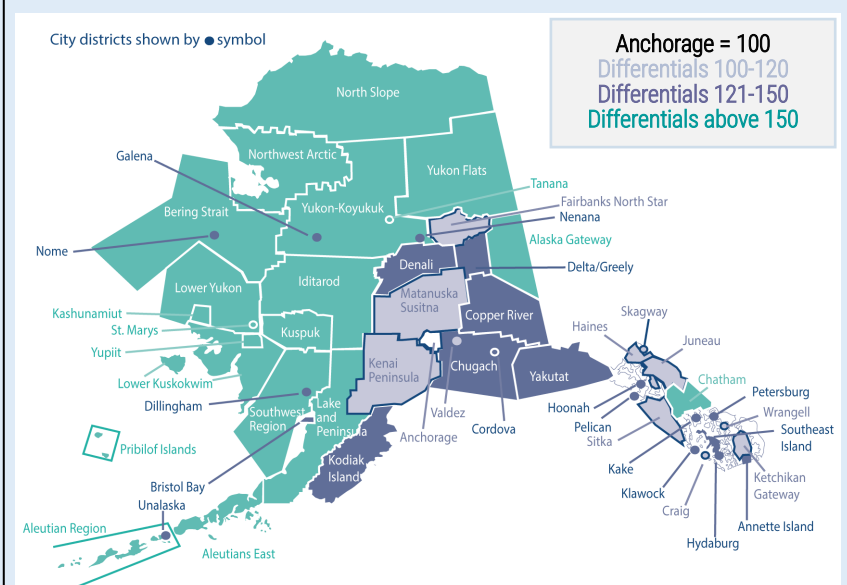 City districts shown by ● symbol
Anchorage = 100
Differentials 100-120
Differentials 121-150
Differentials above 150
North Slope
Northwest Arctic
Galena
Yukon Flats
Tanana
Bering Strait
Yukon-Koyukuk
Fairbanks North Star
Nenana
Nome
Alaska Gateway
Denali
Delta/Greely
Lower Yukon
Iditarod
Matanuska
Susitna
Kashunamiut
Copper River
St. Marys
Kuspuk
Skagway
Haines
Juneau
Yupiit
Kenai
Peninsula
Chugach
Yakutat
Lower Kuskokwim
Chatham
Petersburg
Dillingham
Lake
and
Peninsula
Southwest
Region
Valdez
Hoonah
Wrangell
Anchorage
Cordova
Pelican
Southeast
Island
Sitka
Pribilof Islands
Kodiak
Island
Kake
Ketchikan
Gateway
Bristol Bay
Klawock
Unalaska
Craig
Aleutian Region
Annette Island
Aleutians East
Hydaburg